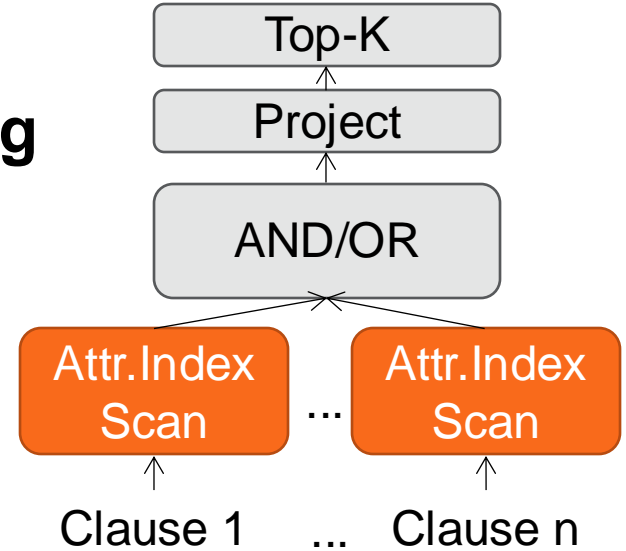 Top-K
g
Project
AND/OR
Attr.Index
Scan
...
Attr.Index
Scan
Clause 1 ... Clause n